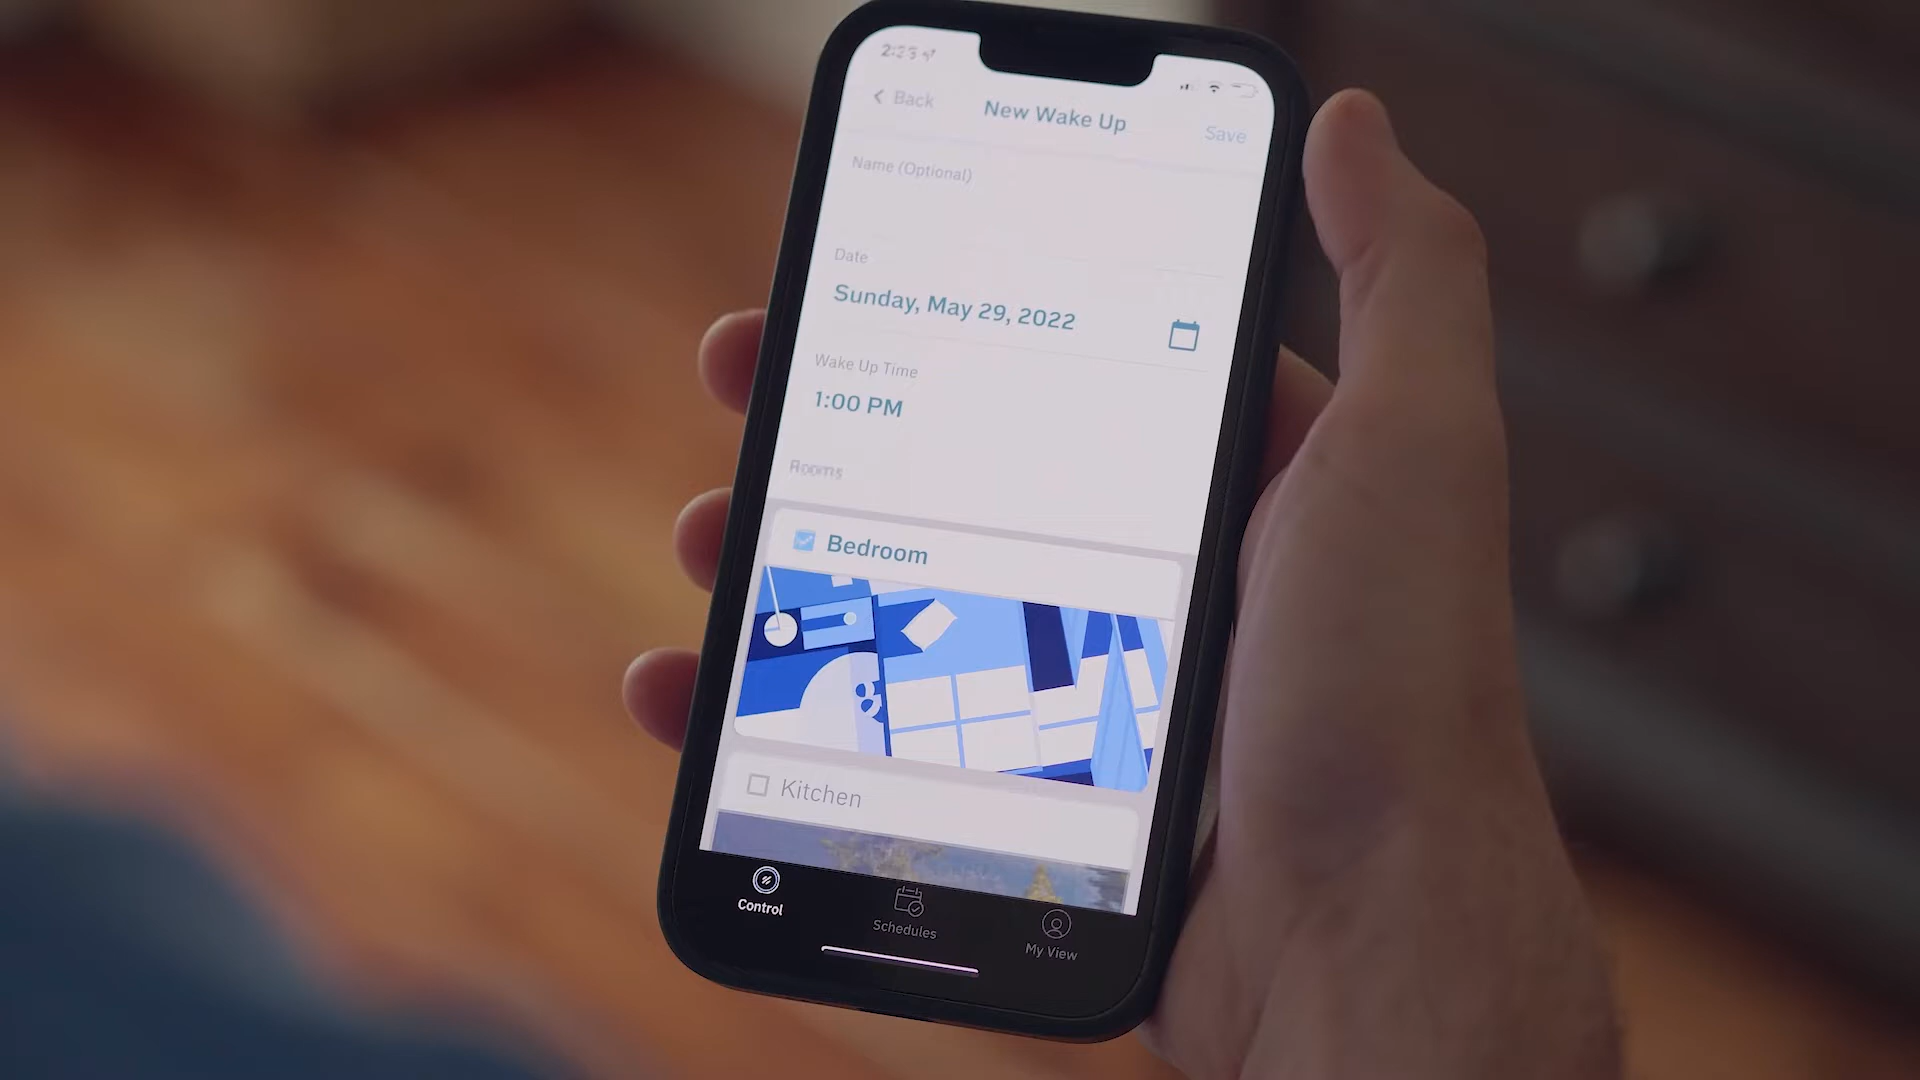 Back
New Wake Up
Save
Name (Optional)
Date
Sunday, May 29, 2022
Wake Up Time
1:00 PM
Rooms
Bedroom
&
Kitchen
Control
Schedules
My View